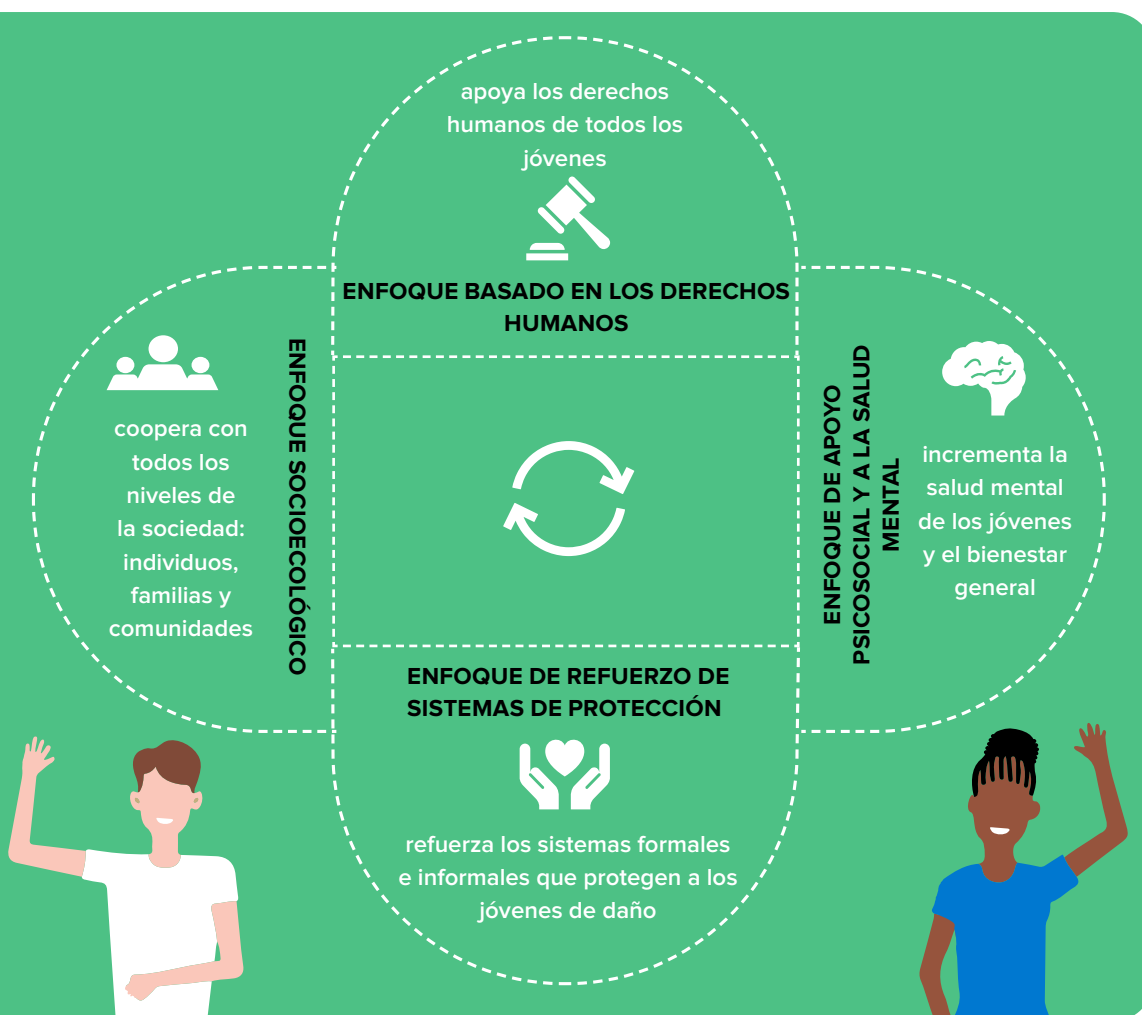 apoya los derechos
humanos de todos los
jóvenes
ENFOQUE BASADO EN LOS DERECHOS
HUMANOS
ENFOQUE SOCIOECOLÓGICO
coopera con
todos los
niveles de
la sociedad:
individuos,
familias y
comunidades
ENFOQUE DE APOYO
PSICOSOCIAL Y A LA SALUD
MENTAL
incrementa la
salud mental
de los jóvenes
y el bienestar
general
ENFOQUE DE REFUERZO DE
SISTEMAS DE PROTECCIÓN
refuerza los sistemas formales
e informales que protegen a los
jóvenes de daño